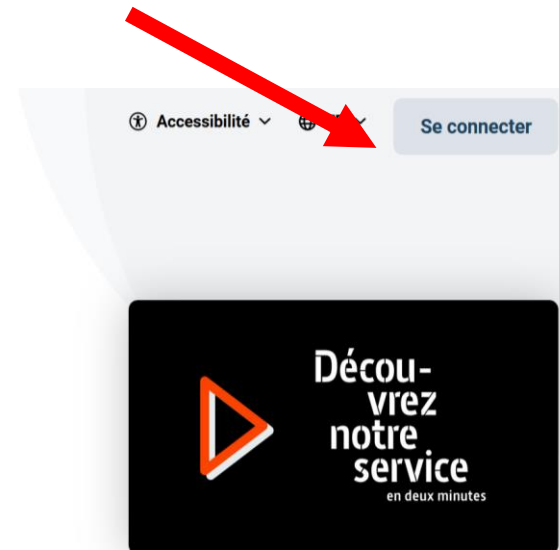 Accessibilité
Se connecter
Décou-
vrez
notre
service
en deux minutes